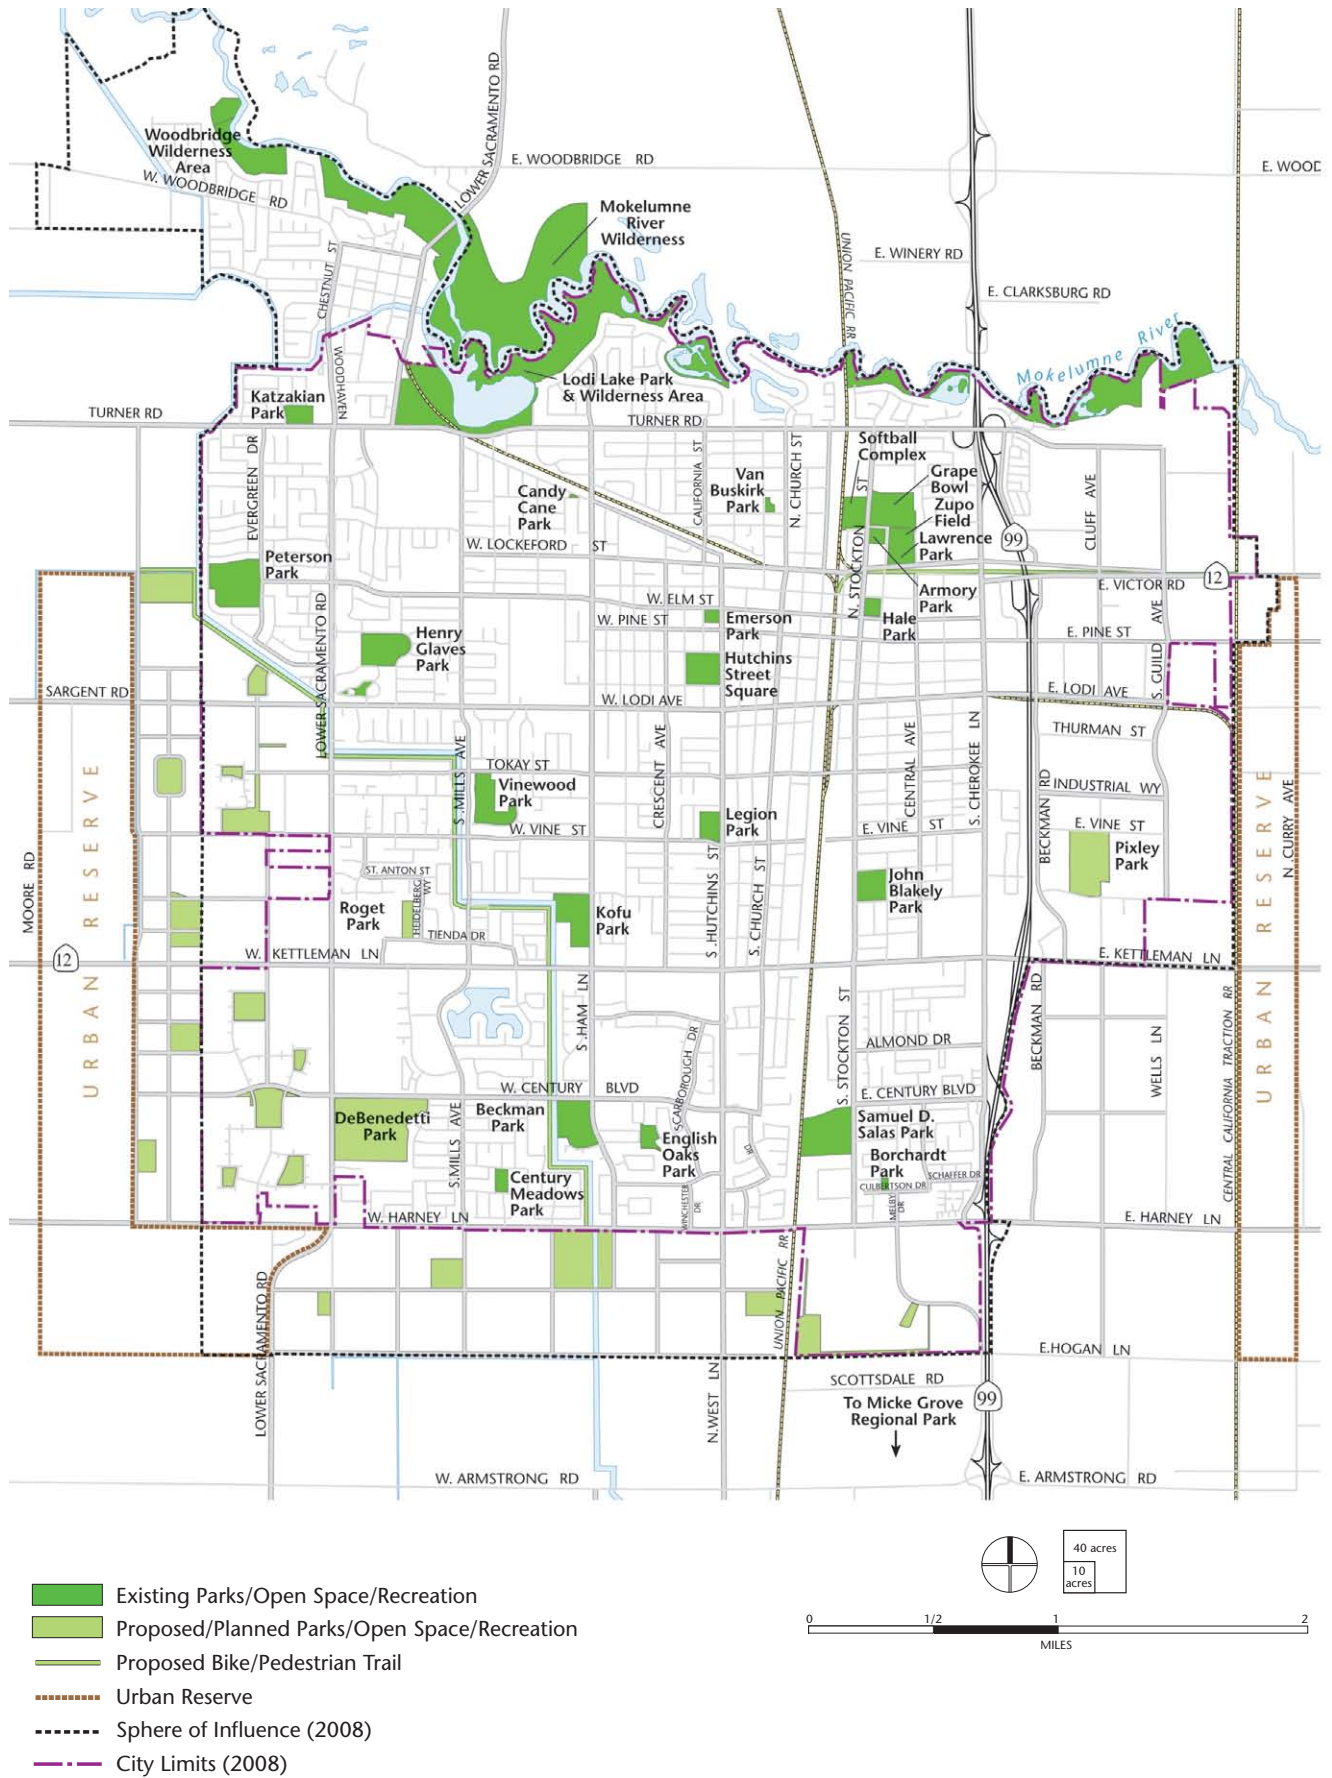 LOWER SACRAMENTO RD
E. WOODBRIDGE RD
E. WOOD
Woodbridge
Wilderness
Area
W. WOODBRIDGE RD
Mokelumne
River
Wilderness
UNION PACIFIC RR
E. WINERY RD
E. CLARKSBURG RD
CHESTNUT ST
Mokelumne River
WOODHAVEN
Katzakian
Park
Lodi Lake Park
& Wilderness Area
TURNER RD
TURNER RD
EVERGREEN DR
CALIFORNIA ST
N. CHURCH ST
Softball
Complex
Grape
Bowl
Zupo
Field
Lawrence
Park
Van
Buskirk
Park
Candy
Cane
Park
N. STOCKTON ST
99
CLUFF AVE
W. LOCKEFORD ST
Peterson
Park
12
E. VICTOR RD
Armory
Park
W. ELM ST
W. PINE ST
Emerson
Park
Hale
Park
E. PINE ST
Henry
Glaves
Park
Hutchins
Street
Square
S. GUILD AVE
LOWER SACRAMENTO RD
SARGENT RD
W. LODI AVE
E. LODI AVE
THURMAN ST
S. MILLS AVE
CRESCENT AVE
CENTRAL AVE
S. CHEROKEE LN
TOKAY ST
Vinewood
Park
INDUSTRIAL WY
BECKMAN RD
URBAN RESERVE
URBAN RESERVE
N. CURRY AVE
MOORE RD
W. VINE ST
Legion
Park
E. VINE ST
E. VINE ST
Pixley
Park
ST. ANTON ST
HEIDELBERG
WY
S. HUTCHINS ST
S. CHURCH ST
John
Blakely
Park
Roget
Park
TIENDA DR
Kofu
Park
12
W. KETTLEMAN LN
E. KETTLEMAN LN
S. HAM LN
S. STOCKTON ST
SCARBOROUGH DR
ALMOND DR
BECKMAN RD
WELLS LN
CENTRAL CALIFORNIA TRACTION RR
W. CENTURY BLVD
E. CENTURY BLVD
DeBenedetti
Park
Beckman
Park
S.MILLS AVE
English
Oaks
Park
DR
Samuel D.
Salas Park
Borchardt
Park
SCHAFFER DR
CULBERTSON DR
Century
Meadows
Park
WINCHESTER
DR
MELBY
DR
W. HARNEY LN
E. HARNEY LN
UNION PACIFIC RR
LOWER SACRAMENTO RD
E.HOGAN LN
N.WEST LN
SCOTTSDALE RD
To Micke Grove
Regional Park
99
W. ARMSTRONG RD
E. ARMSTRONG RD
40 acres
10
acres
0 1/2 1 2
MILES
Existing Parks/Open Space/Recreation
Proposed/Planned Parks/Open Space/Recreation
Proposed Bike/Pedestrian Trail
Urban Reserve
Sphere of Influence (2008)
City Limits (2008)